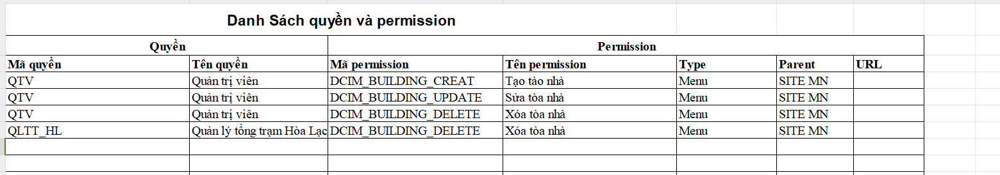 Danh Sách quyền và permission
Quyền Permission
Mã quyền Tên quyền Mã permission Tên permission Type Parent URL
QTV Quản trị viên DCIM_BUILDING_CREAT Tạo tào nhà Menu SITE MN
QTV Quản trị viên DCIM_BUILDING_UPDATE Sửa tòa nhà Menu SITE MN
QTV Quản trị viên DCIM_BUILDING_DELETE Xóa tòa nhà Menu SITE MN
QLTT_HL Quản lý tổng trạm Hòa Lạc DCIM_BUILDING_DELETE Xóa tòa nhà Menu SITE MN